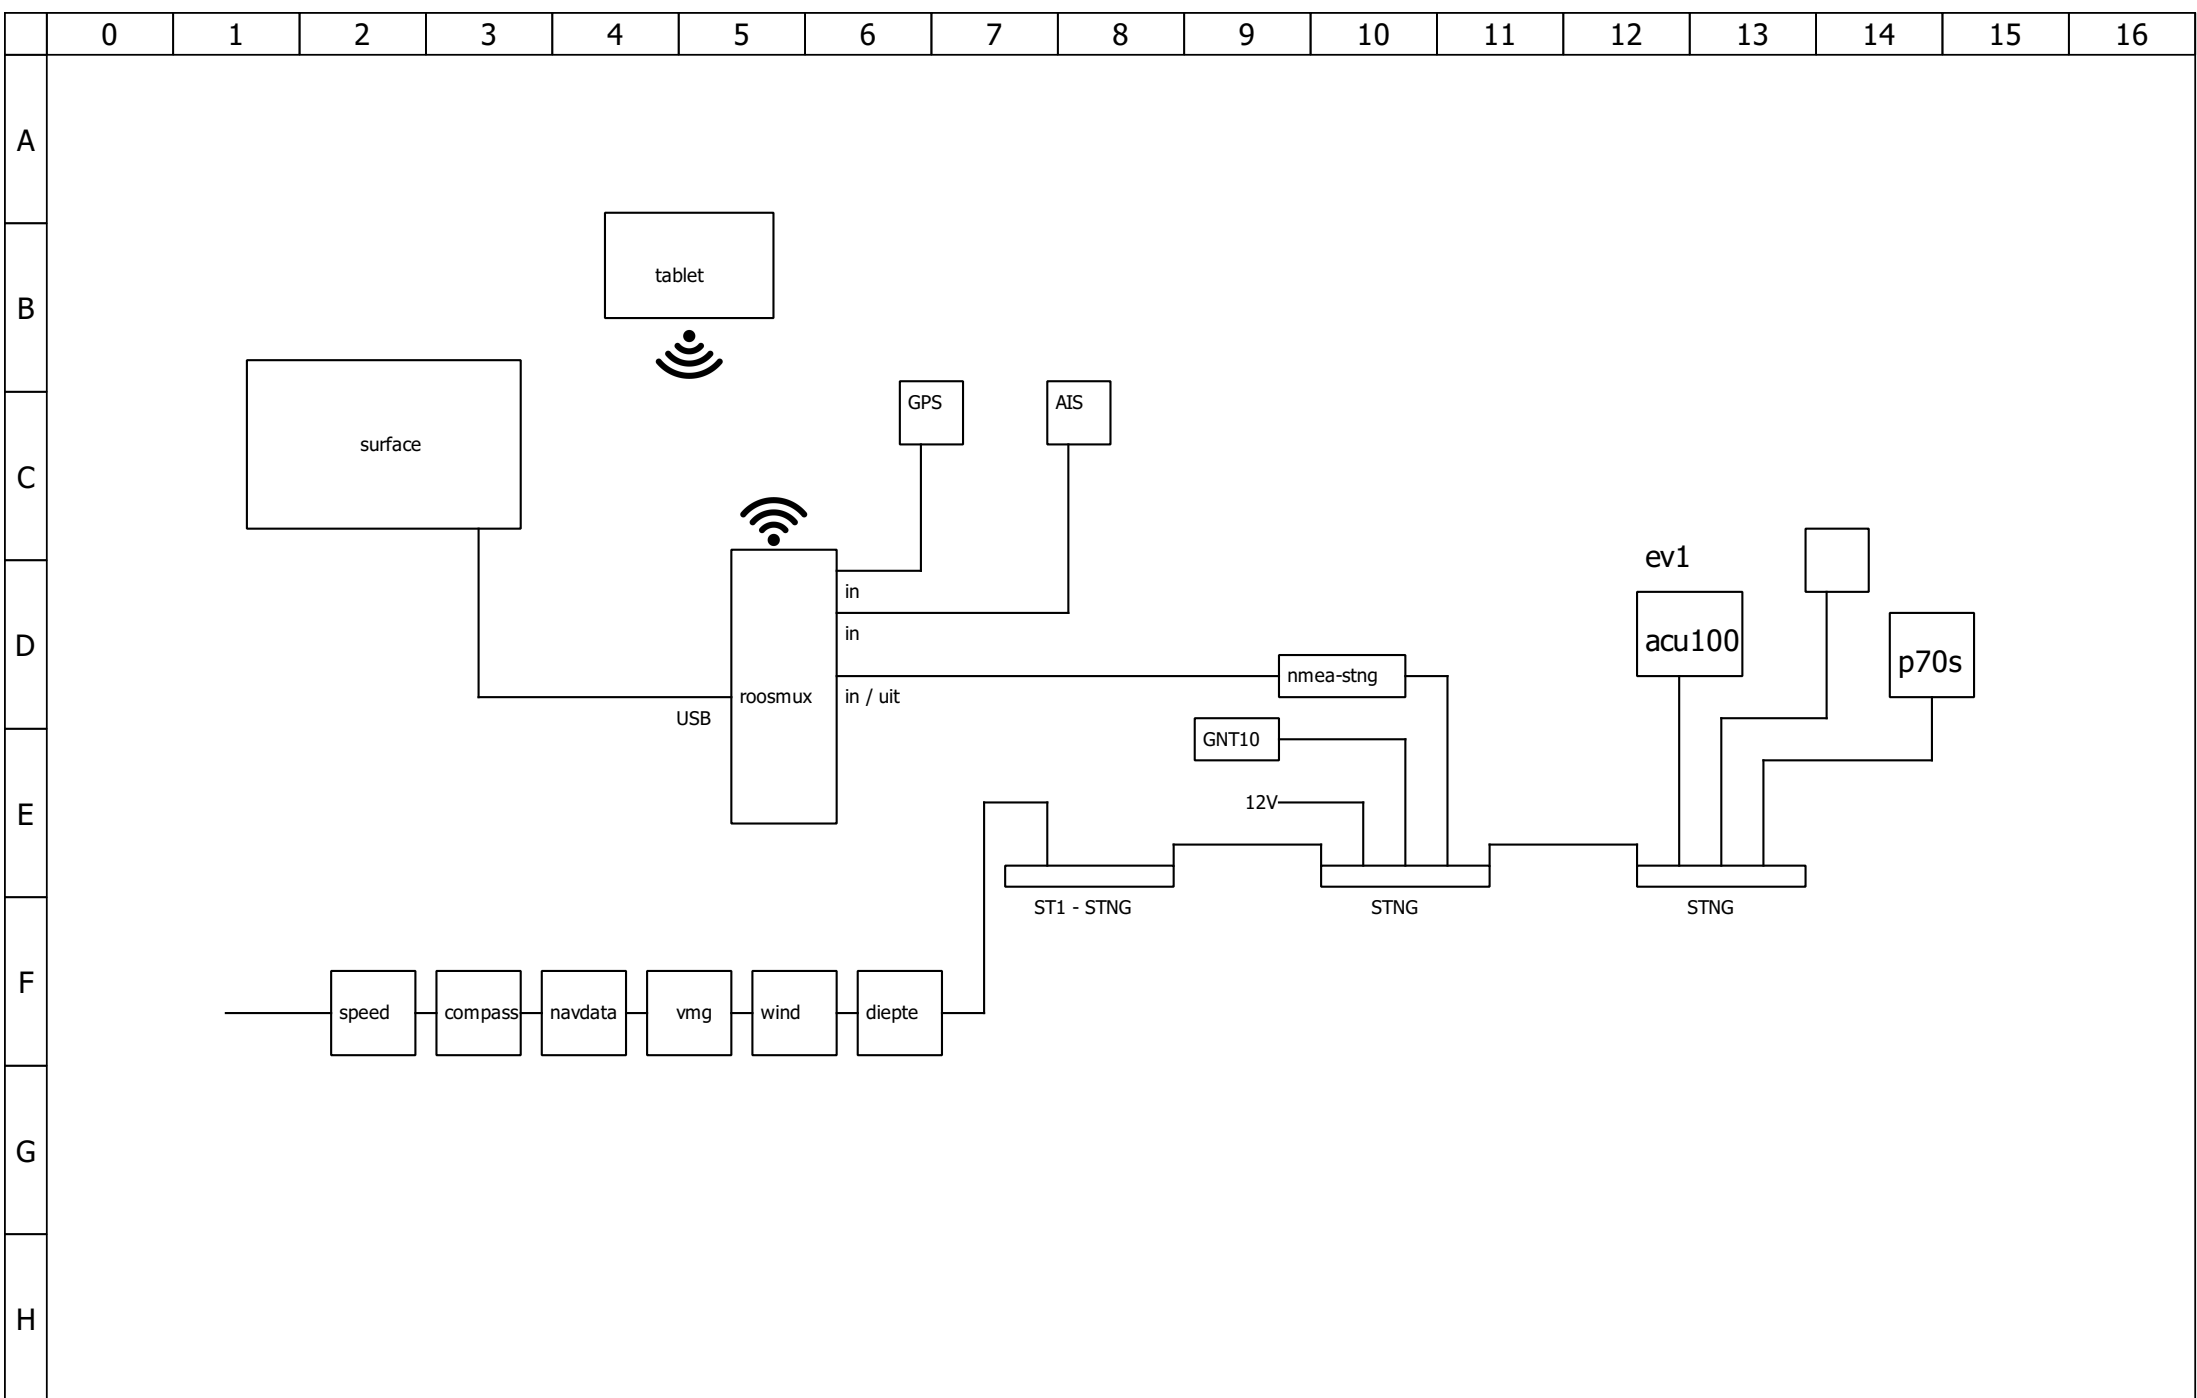 0 1 2 3 4 5 6 7 8 9 10 11 12 13 14 15 16
A
B
tablet
C
surface
GPS
AIS
D
ev1
in
in
acu100
p70s
nmea-stng
roosmux
in / uit
USB
GNT10
E
12V
ST1 - STNG
STNG
STNG
F
speed
compass
navdata
vmg
wind
diepte
G
H